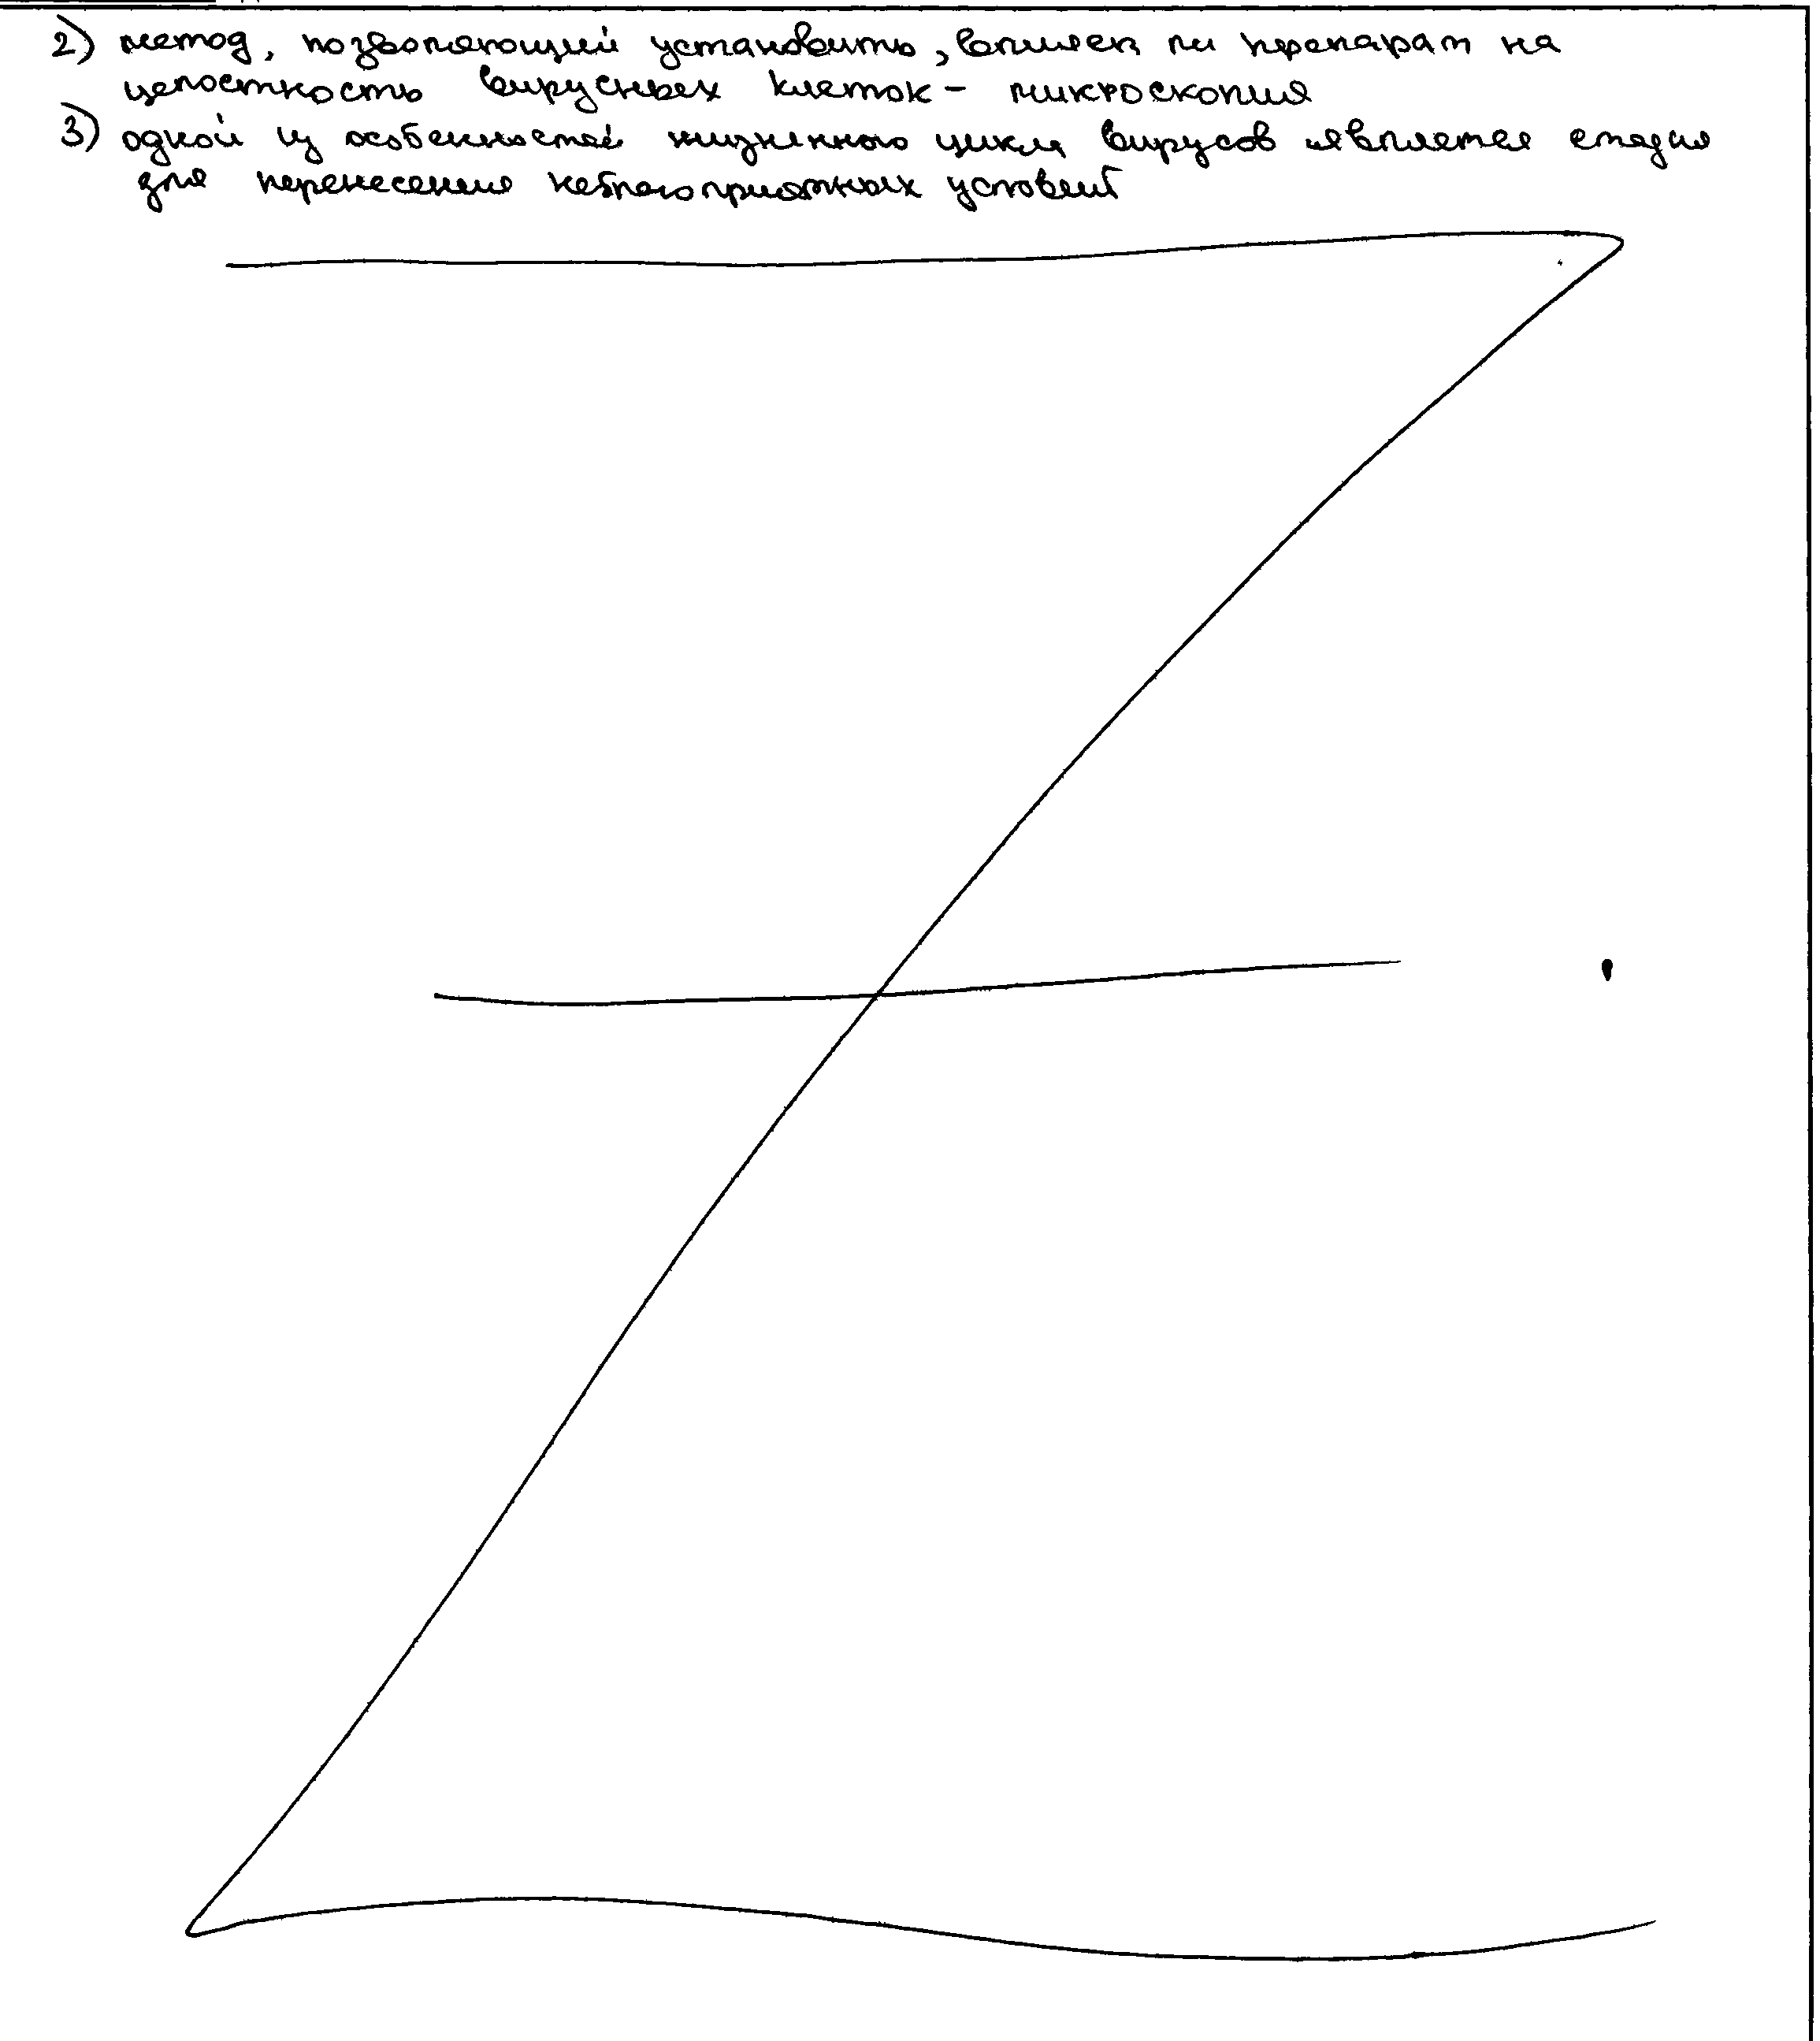 2) метод, позволяющий установить, влияет ли препарат на
целостность вирусных клеток - микроскопия
3) одной из особенностей жизненного цикла вирусов является стадия
для перенесения неблагоприятных условий